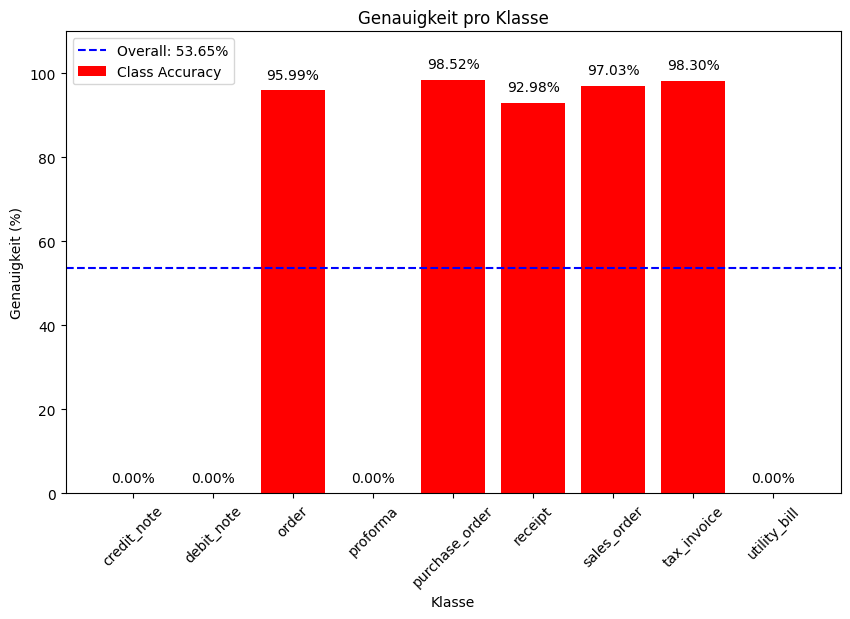 Genauigkeit pro Klasse
Overall: 53.65%
Class Accuracy
Genauigkeit (%)
100
80
60
40
20
0
0.00%
0.00%
95.99%
0.00%
98.52%
92.98%
97.03%
98.30%
0.00%
credit_note
debit_note
order
proforma
purchase_order
receipt
sales_order
tax_invoice
utility_bill
Klasse